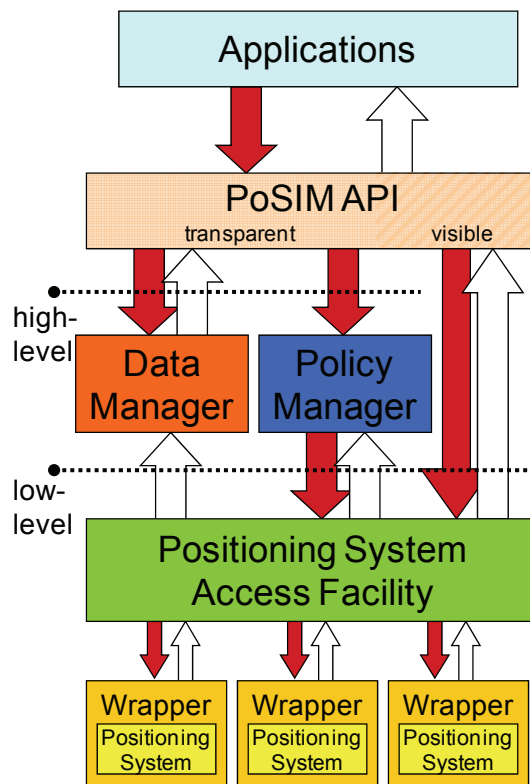 Applications
PoSIM API
transparent visible
high-
level
Data
Manager
Policy
Manager
low-
level
Positioning System
Access Facility
Wrapper
Positioning
System
Wrapper
Positioning
System
Wrapper
Positioning
System